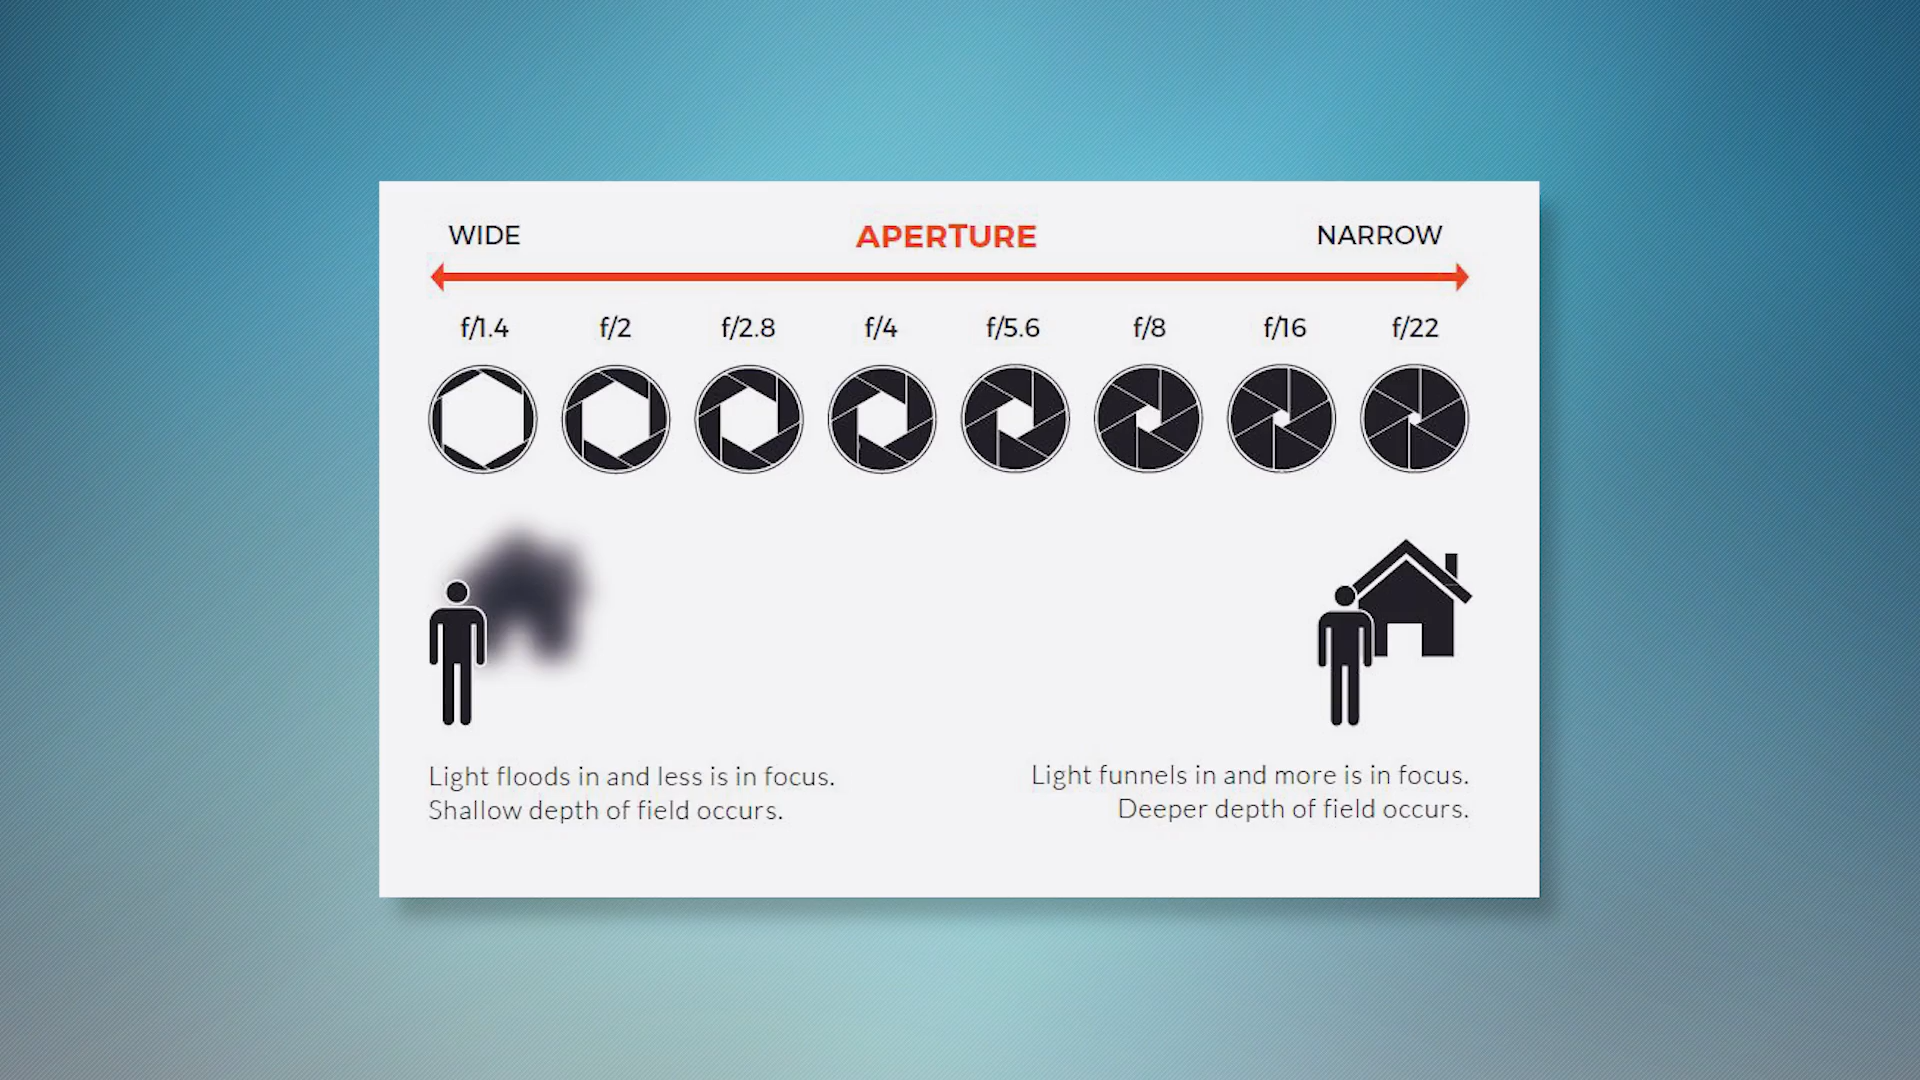 WIDE APERTURE NARROW
f/1.4 f/2 f/2.8 f/4 f/5.6 f/8 f/16 f/22
Light floods in and less is in focus.
Shallow depth of field occurs.
Light funnels in and more is in focus.
Deeper depth of field occurs.